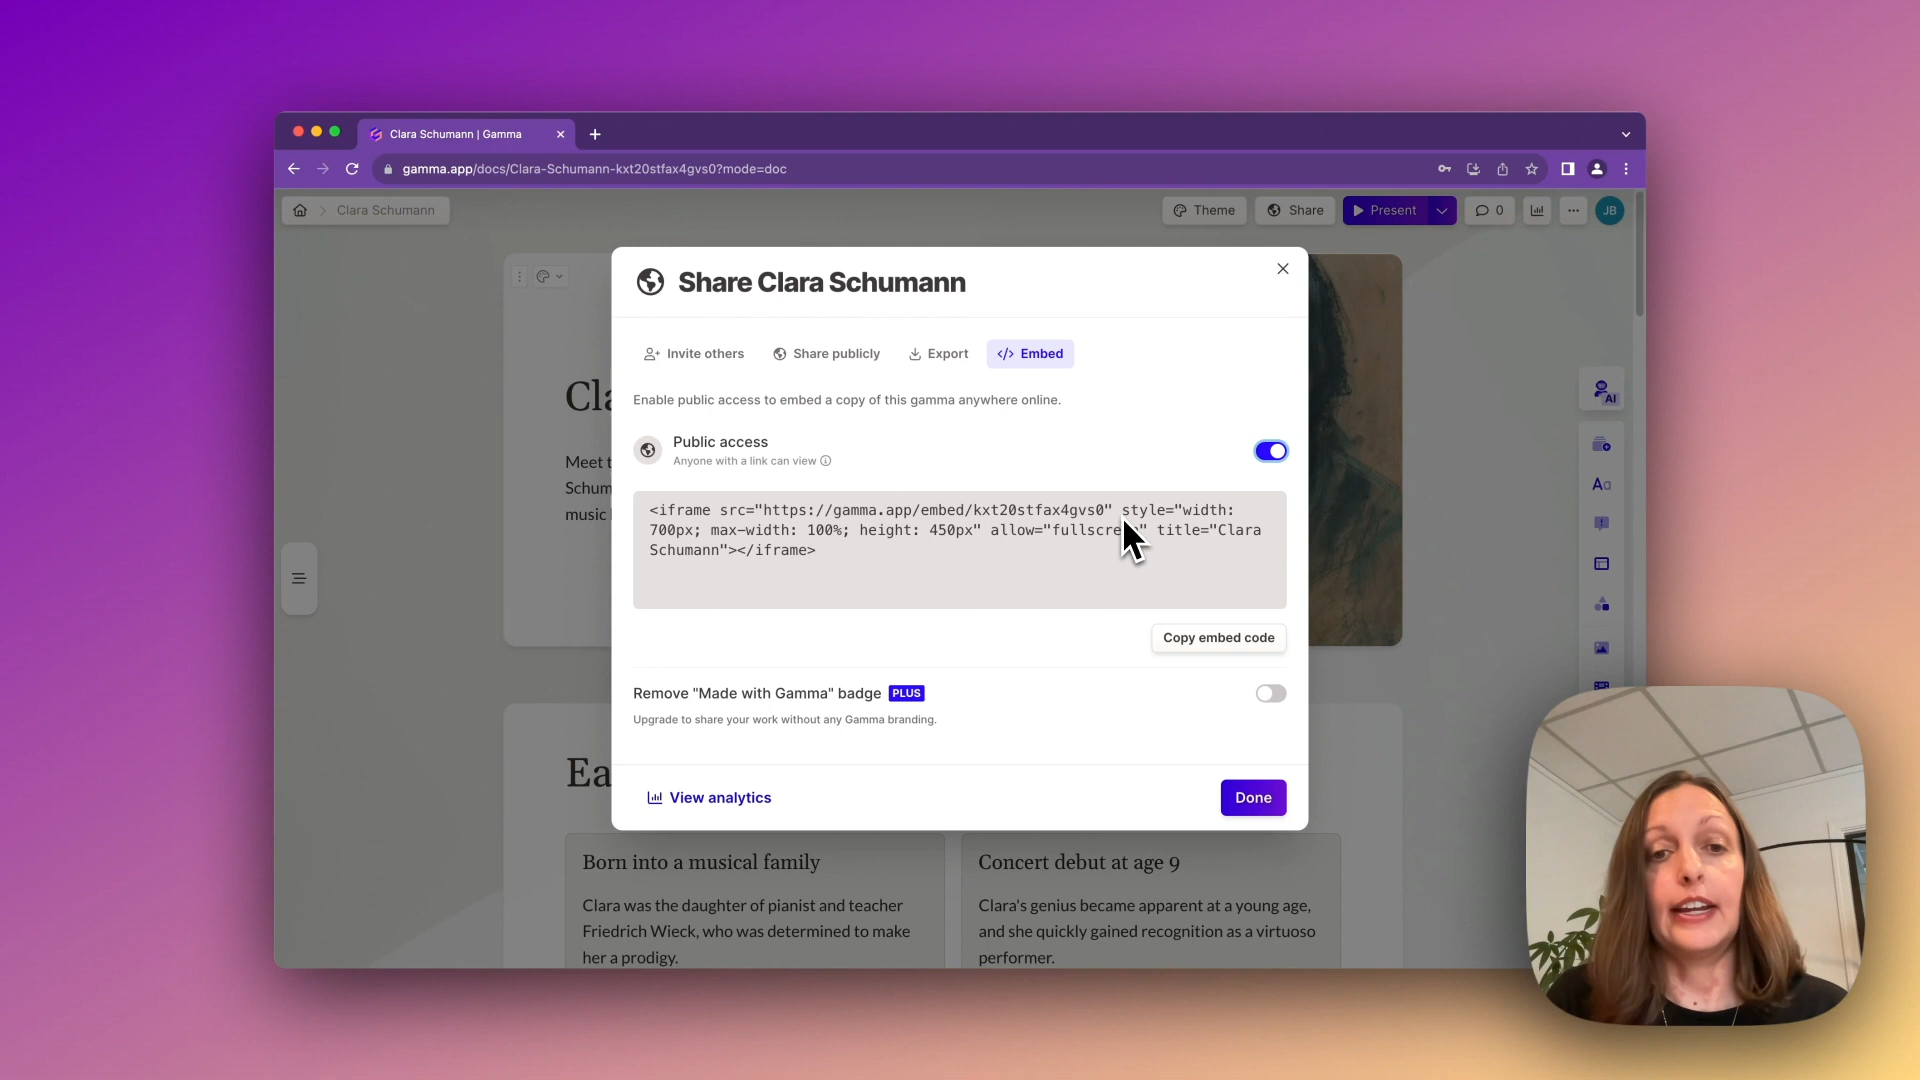 Clara Schumann | Gamma
gamma.app/docs/Clara-Schumann-kxt20stfax4gvs0?mode=doc
Clara Schumann
Theme
Share
Present
0
JB
Share Clara Schumann
Invite others
Share publicly
Export
</> Embed
Enable public access to embed a copy of this gamma anywhere online.
Public access
Anyone with a link can view
<iframe src="https://gamma.app/embed/kxt20stfax4gvs0" style="width:
700px; max-width: 100%; height: 450px" allow="fullscreen" title="Clara
Schumann"></iframe>
Copy embed code
Remove "Made with Gamma" badge PLUS
Upgrade to share your work without any Gamma branding.
View analytics
Done
Cla
Meet t
Schum
music
AI
Aa
Ea
Born into a musical family
Clara was the daughter of pianist and teacher
Friedrich Wieck, who was determined to make
her a prodigy.
Concert debut at age 9
Clara's genius became apparent at a young age,
and she quickly gained recognition as a virtuoso
performer.